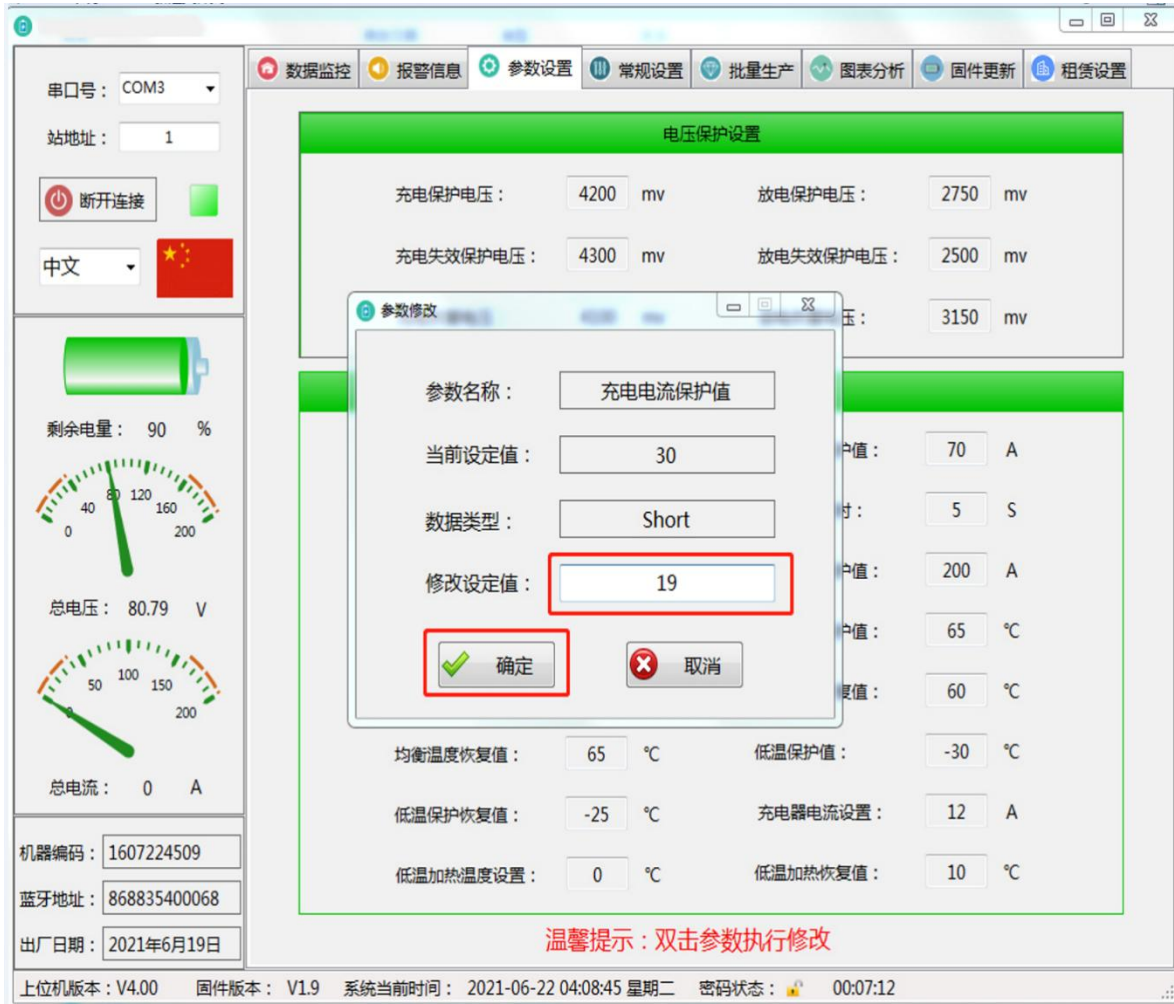 数据监控 报警信息 参数设置 常规设置 批量生产 图表分析 固件更新 租赁设置
串口号： COM3
站地址： 1
断开连接
中文
剩余电量： 90 %
0 40 80 120 160 200
总电压： 80.79 V
50 100 150 200
总电流： 0 A
机器编码： 1607224509
蓝牙地址： 868835400068
出厂日期： 2021年6月19日
电压保护设置
充电保护电压： 4200 mv 放电保护电压： 2750 mv
充电失效保护电压： 4300 mv 放电失效保护电压： 2500 mv
压： 3150 mv
参数修改
参数名称： 充电电流保护值
当前设定值： 30
数据类型： Short
修改设定值： 19
确定 取消
护值： 70 A
时： 5 S
护值： 200 A
护值： 65 ℃
复值： 60 ℃
均衡温度恢复值： 65 ℃ 低温保护值： -30 ℃
低温保护恢复值： -25 ℃ 充电器电流设置： 12 A
低温加热温度设置： 0 ℃ 低温加热恢复值： 10 ℃
温馨提示：双击参数执行修改
上位机版本：V4.00 固件版本： V1.9 系统当前时间： 2021-06-22 04:08:45 星期二 密码状态： 00:07:12